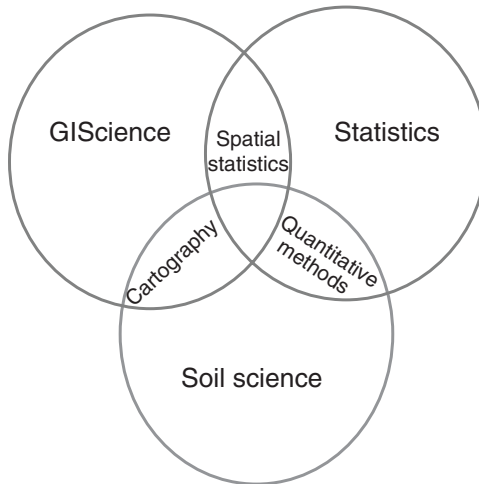 GIScience
Statistics
Spatial
statistics
Cartography
Quantitative
methods
Soil science